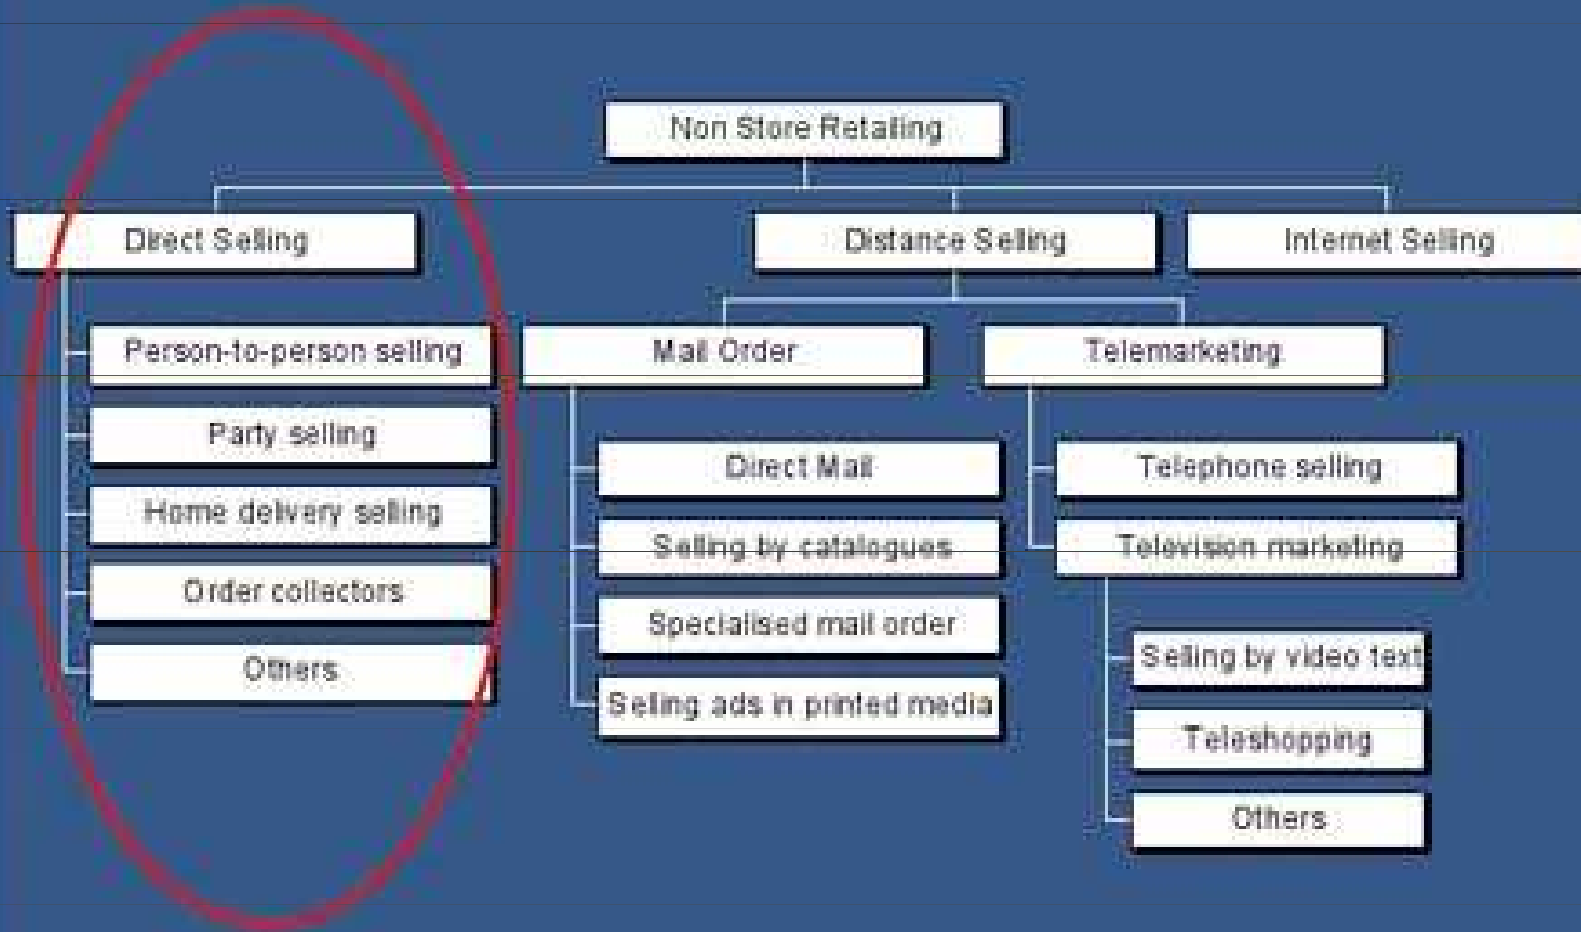 Non Store Retailing
Direct Selling
Distance Selling
Internet Selling
Person-to-person selling
Party selling
Home delivery selling
Order collectors
Others
Mail Order
Direct Mail
Selling by catalogues
Specialised mail order
Selling ads in printed media
Telemarketing
Telephone selling
Television marketing
Selling by video text
Teleshopping
Others